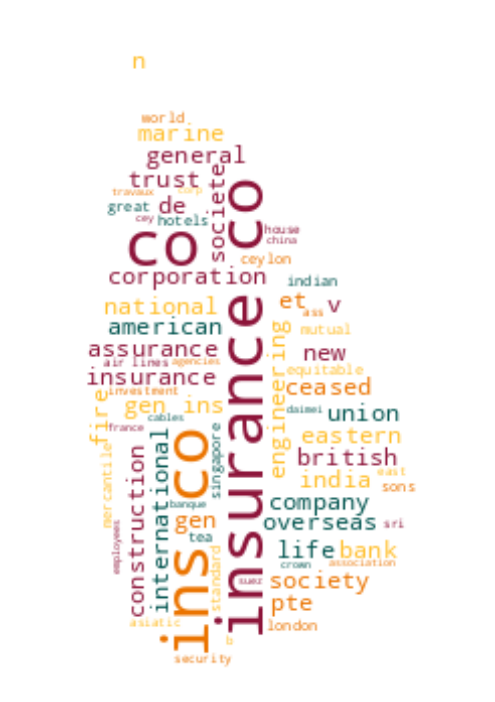 n
world
marine
general
trust
travaux
corp
great
de
societe
cey
hotels
co
house
china
ceylon
corporation
indian
national
et
v
ass
american
mutual
assurance
new
air lines
agencies
equitable
insurance
ceased
investment
gen ins
daimei
union
fire
cables
france
engineering
eastern
british
mercantile
construction
international
singapore
india
east
sons
banque
company
gen
overseas
sri
employees
tea
life
bank
crown
association
standard
suez
society
ins co
insurance co
pte
asiatic
london
b
security